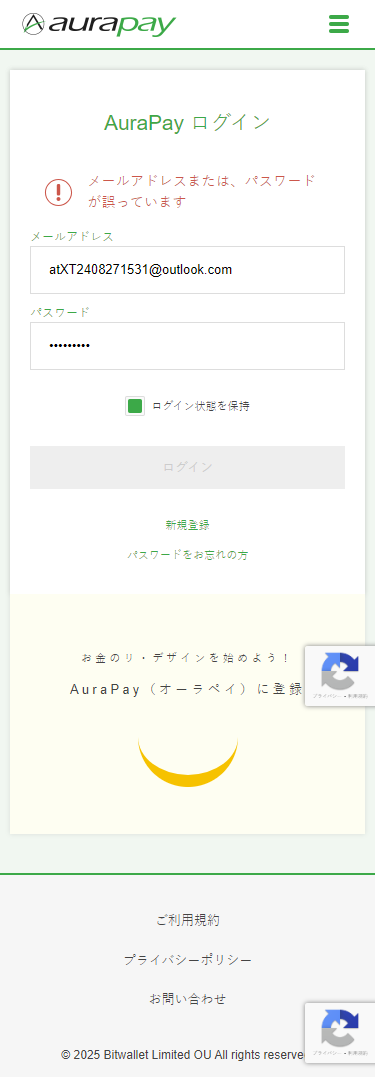 aurapay
AuraPay ログイン
メールアドレスまたは、パスワード
が誤っています
メールアドレス
atXT2408271531@outlook.com
パスワード
•••••••••
ログイン状態を保持
ログイン
新規登録
パスワードをお忘れの方
お金のリ・デザインを始めよう！
AuraPay（オーラペイ）に登録
プライバシー - 利用規約
ご利用規約
プライバシーポリシー
お問い合わせ
プライバシー - 利用規約
© 2025 Bitwallet Limited OU All rights reserve